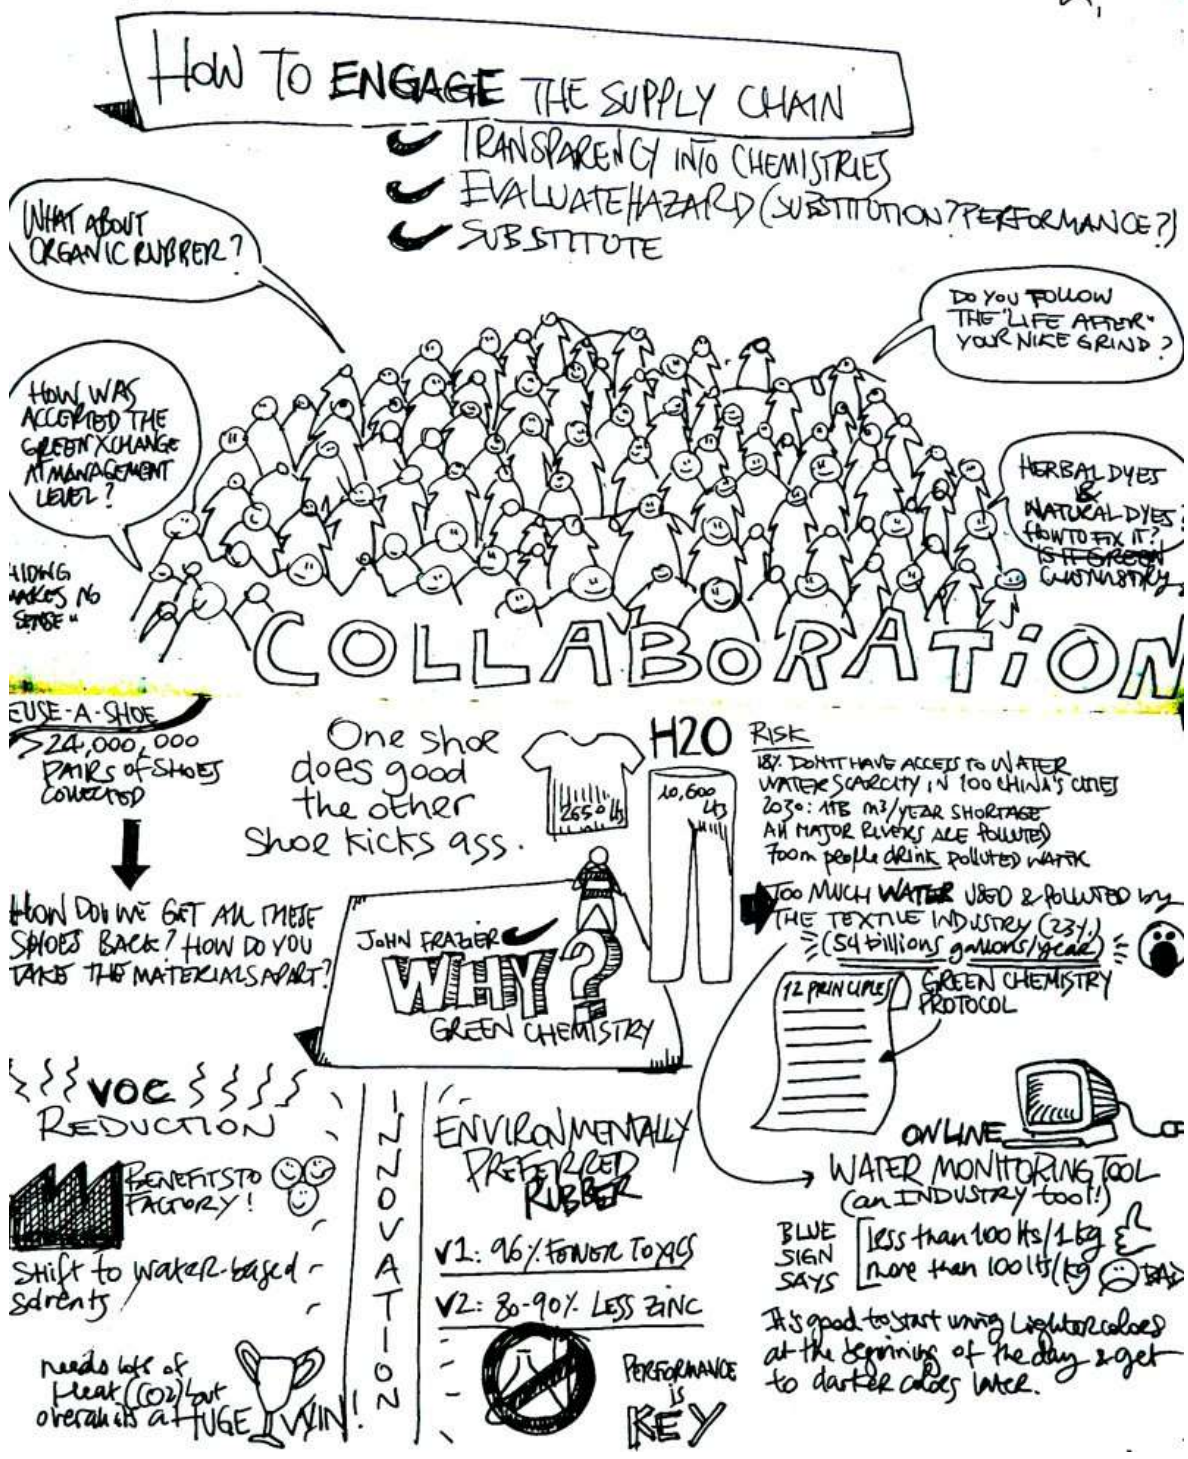 HOW TO ENGAGE THE SUPPLY CHAIN
TRANSPARENCY INTO CHEMISTRIES
EVALUATE HAZARD (SUBSTITUTION? PERFORMANCE?)
SUBSTITUTE
WHAT ABOUT
ORGANIC RUBBER?
DO YOU FOLLOW
THE "LIFE AFTER"
YOUR NIKE GRIND?
HOW WAS
ACCEPTED THE
GREENXCHANGE
AT MANAGEMENT
LEVEL?
HERBAL DYES
&
NATURAL DYES?
HOW TO FIX IT?
IS IT GREEN
CHEMISTRY
HIDING
MAKES NO
SENSE"
COLLABORATION
EUSE-A-SHOE
>24,000,000
PAIRS OF SHOES
COLLECTED
HOW DO WE GET ALL THESE
SHOES BACK? HOW DO YOU
TAKE THE MATERIALS APART?
One shoe
does good
the other
shoe kicks ass.
2650 lts
H2O
10,600
lts
RISK
18% DON'T HAVE ACCESS TO WATER
WATER SCARCITY IN 100 CHINA'S CITIES
2030: 1TB m3/YEAR SHORTAGE
All MAJOR RIVERS ARE POLLUTED
700m people drink POLLUTED WATER
TOO MUCH WATER USED & POLLUTED by
THE TEXTILE INDUSTRY (23%)
(54 billions gallons/year)
JOHN FRAZIER
WHY?
GREEN CHEMISTRY
12 PRINCIPLES
GREEN CHEMISTRY
PROTOCOL
VOC
REDUCTION
BENEFITS TO
FACTORY!
Shift to water-based
solvents
needs lots of
Heat (CO2) but
overall its a HUGE WIN!
INNOVATION
ENVIRONMENTALLY
PREFERRED
RUBBER
V1: 96% FEWER TOXICS
V2: 80-90% LESS ZINC
PERFORMANCE
is
KEY
ONLINE
WATER MONITORING TOOL
(an INDUSTRY tool!)
BLUE
SIGN
SAYS
less than 100 lts/1kg
more than 100 lts/kg BAD
It's good to start using Lighter colors
at the beginning of the day & get
to darker colors later.